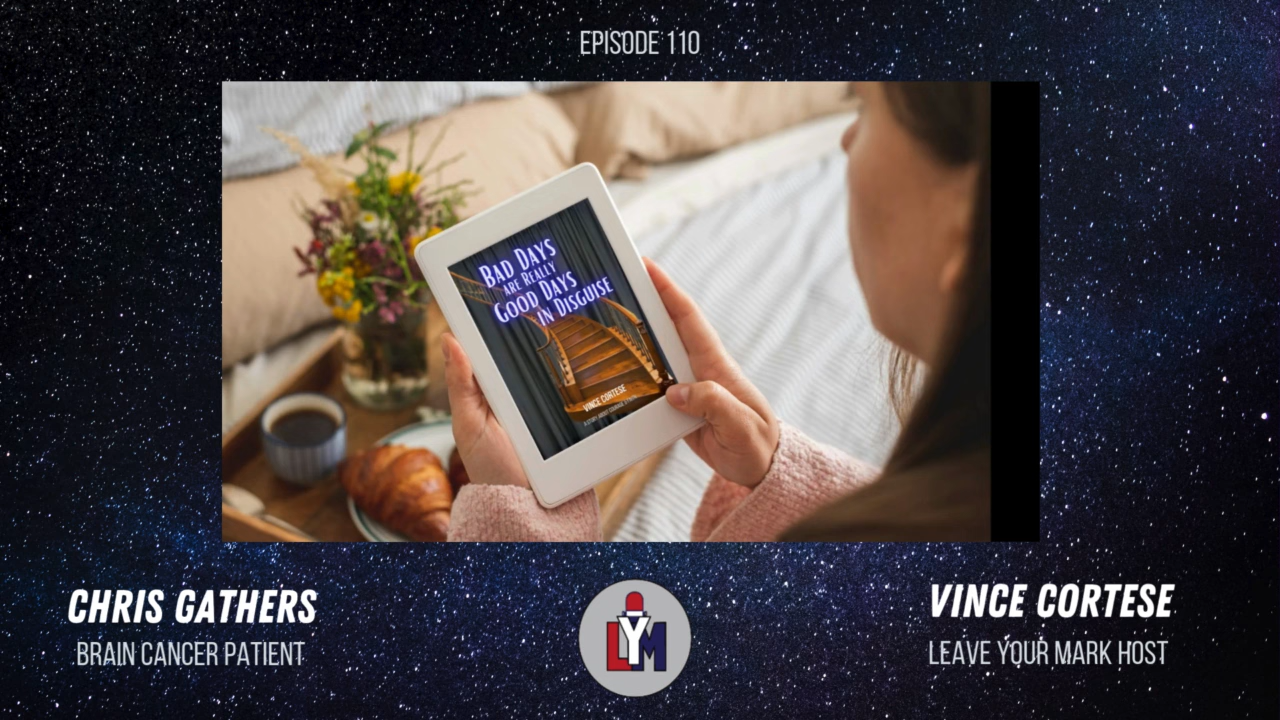 EPISODE 110
BAD DAYS
ARE REALLY
GOOD DAYS
IN DISGUISE
VINCE CORTESE
CHRIS GATHERS
BRAIN CANCER PATIENT
LYM
VINCE CORTESE
LEAVE YOUR MARK HOST